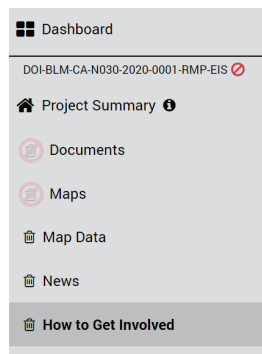 Dashboard
DOI-BLM-CA-N030-2020-0001-RMP-EIS
Project Summary
Documents
Maps
Map Data
News
How to Get Involved